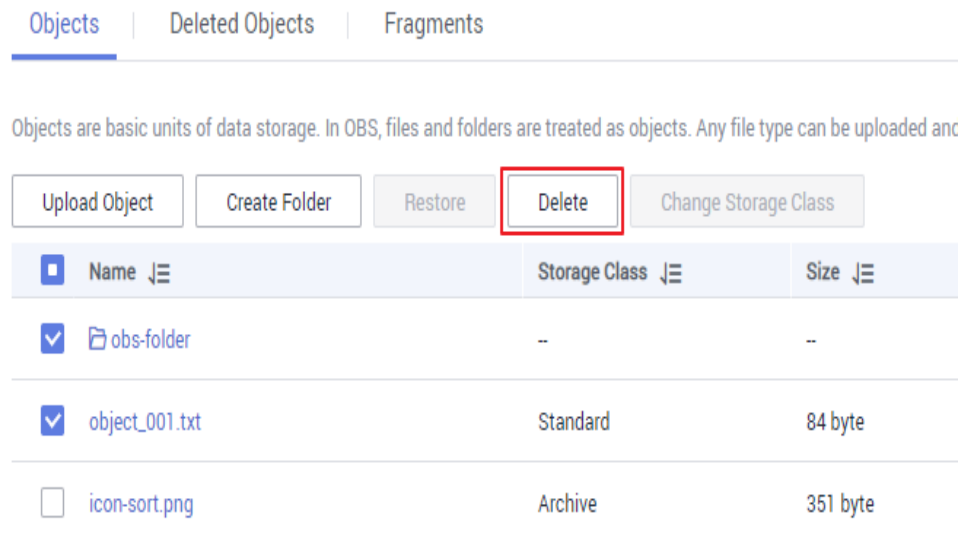 Objects Deleted Objects Fragments
Objects are basic units of data storage. In OBS, files and folders are treated as objects. Any file type can be uploaded and
Upload Object Create Folder Restore Delete Change Storage Class
Name Storage Class Size
obs-folder -- --
object_001.txt Standard 84 byte
icon-sort.png Archive 351 byte